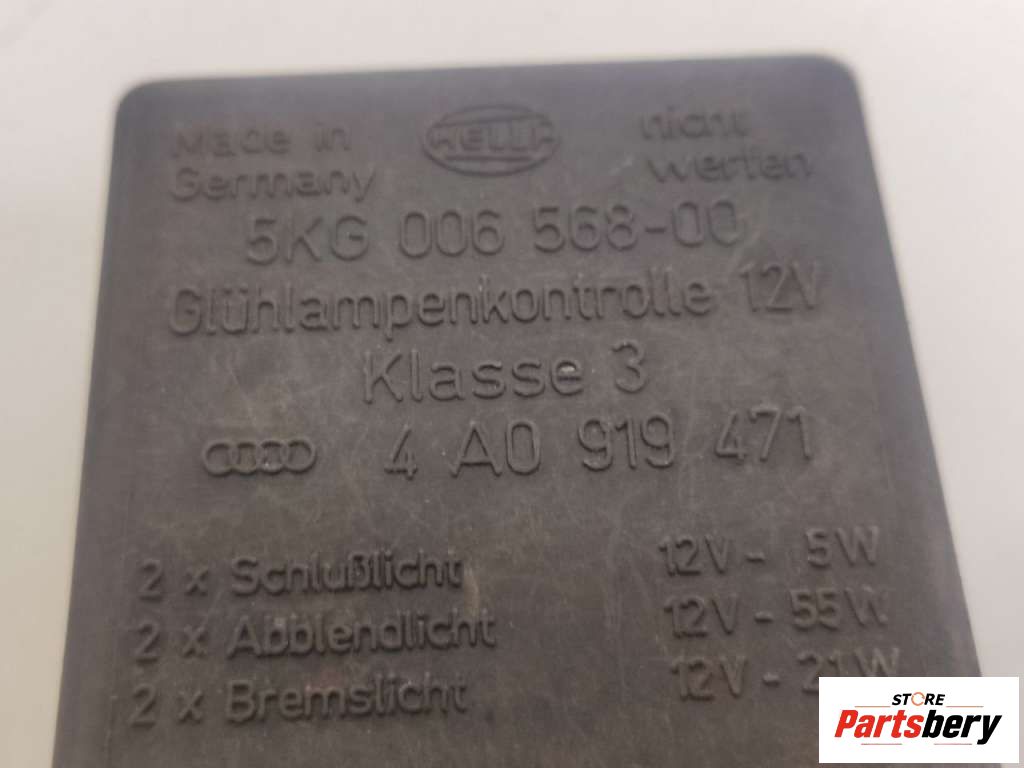 Made in
Germany
HELLA
nicht
werfen
5KG 006 568-00
Glühlampenkontrolle 12V
Klasse 3
4 A0 919 471
2 x Schlußlicht 12V - 5W
2 x Abblendlicht 12V - 55W
2 x Bremslicht 12V - 21W
STORE
Partsbery